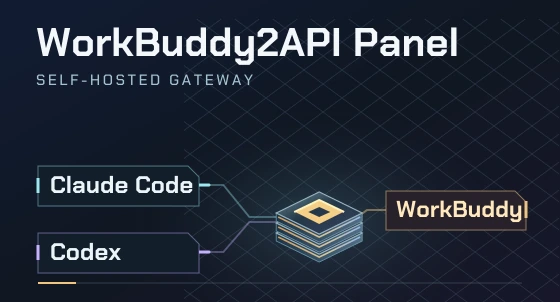 WorkBuddy2API Panel
SELF-HOSTED GATEWAY
Claude Code
WorkBuddy
Codex